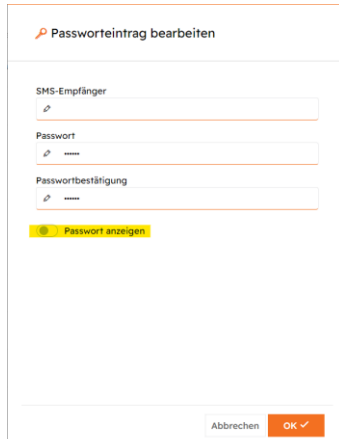 Passworteintrag bearbeiten
SMS-Empfänger
Passwort
••••••
Passwortbestätigung
••••••
Passwort anzeigen
Abbrechen OK